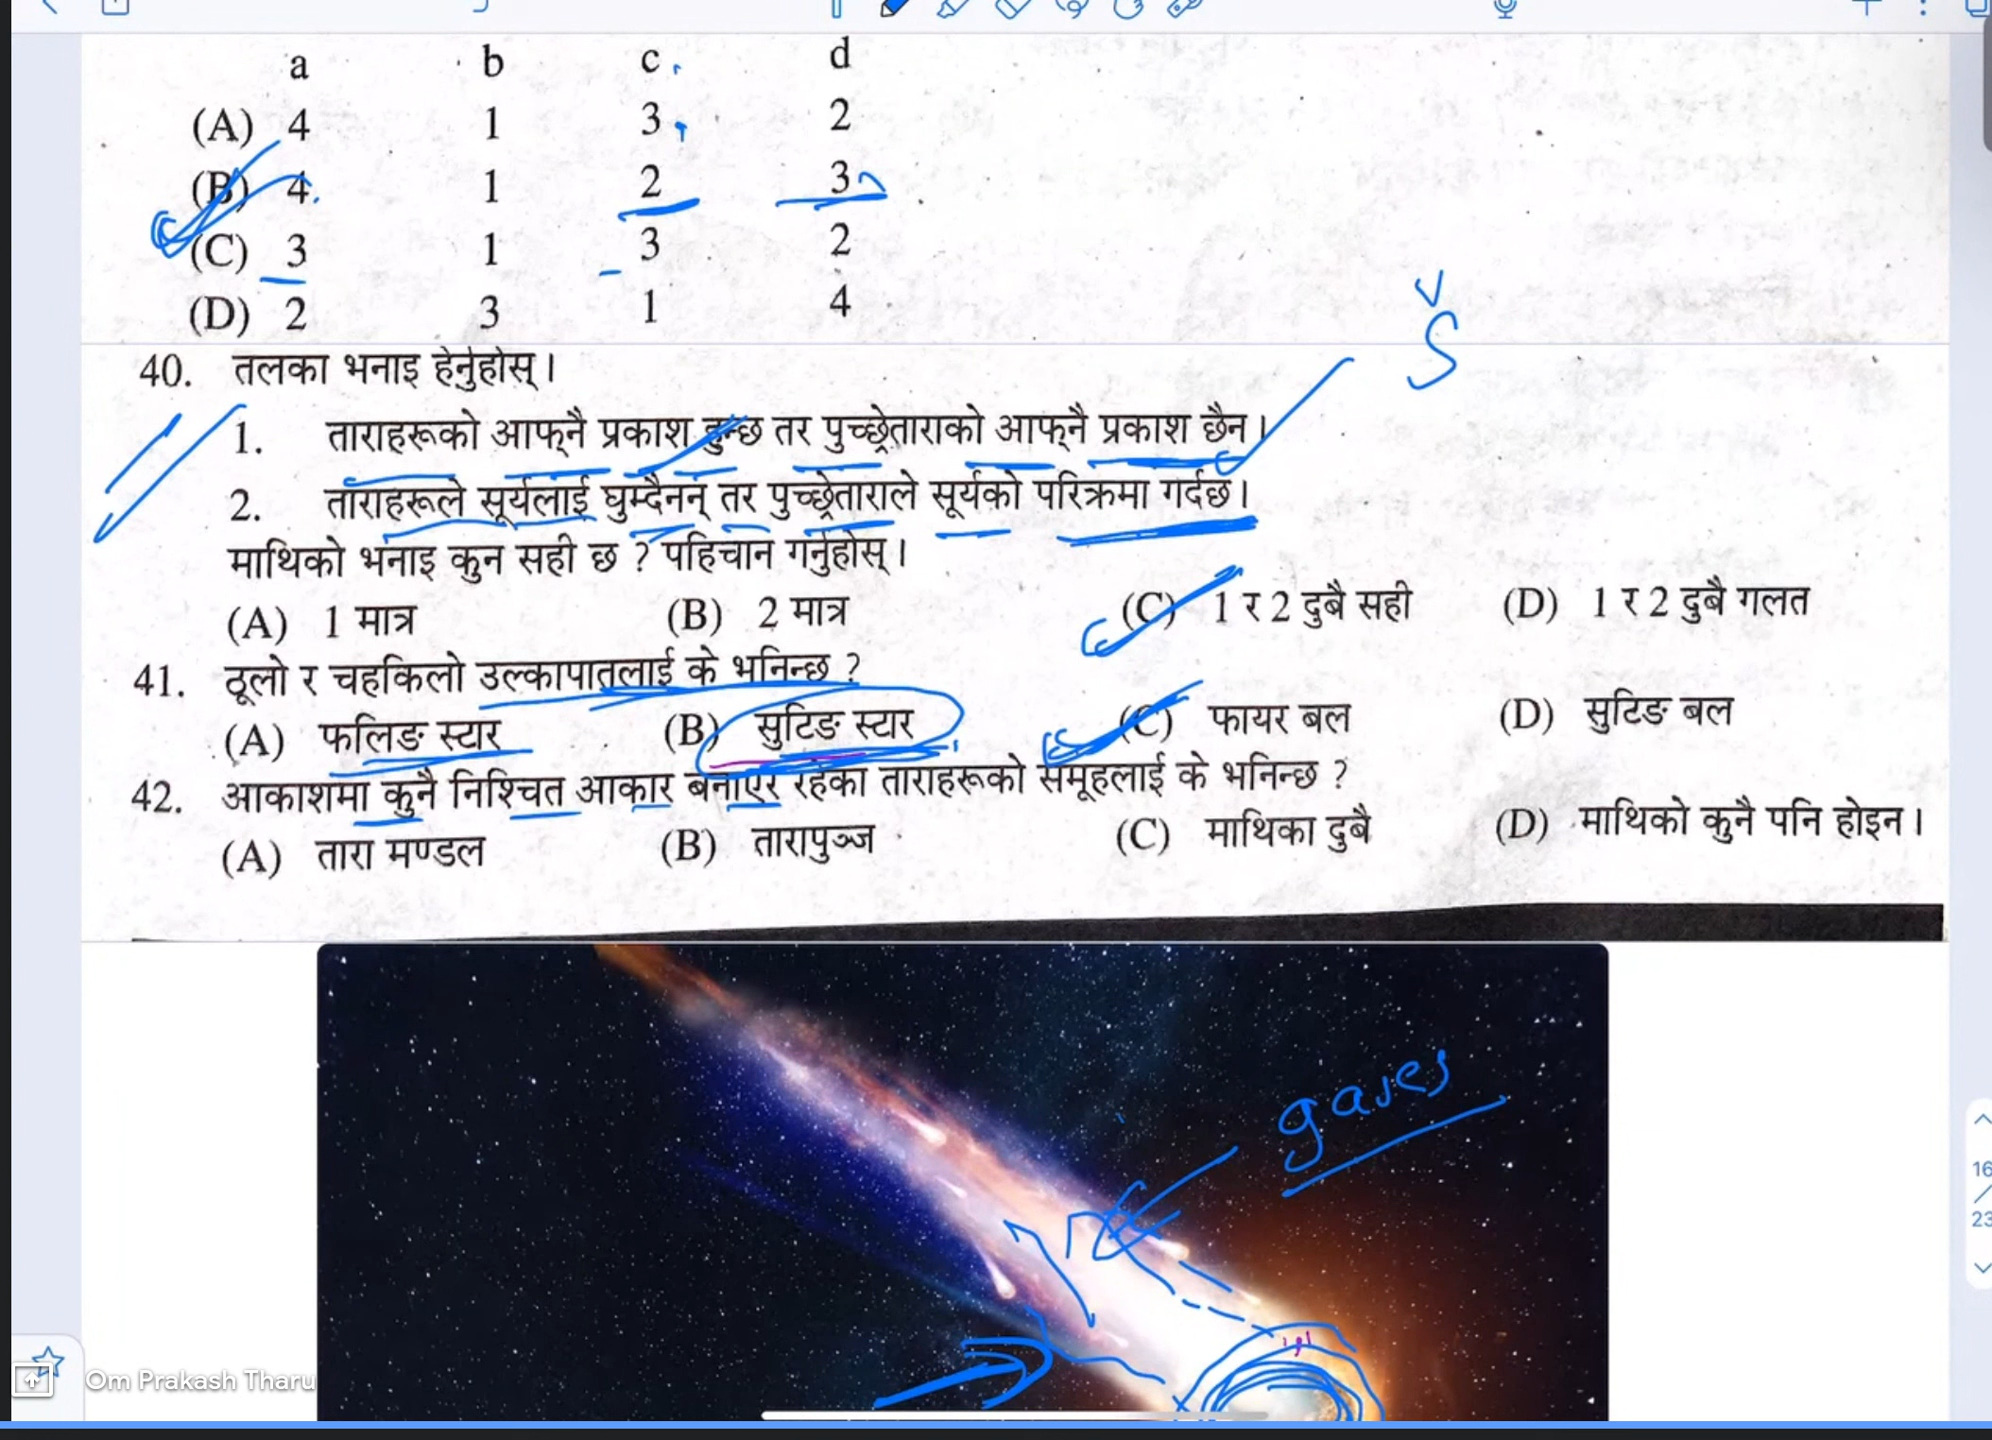 a b c d
(A) 4 1 3 2
(B) 4 1 2 3
(C) 3 1 3 2
(D) 2 3 1 4
S
40. तलका भनाइ हेर्नुहोस् ।
1. ताराहरूको आफ्नै प्रकाश हुन्छ तर पुच्छ्रेताराको आफ्नै प्रकाश छैन ।
2. ताराहरूले सूर्यलाई घुम्दैनन् तर पुच्छ्रेताराले सूर्यको परिक्रमा गर्दछ ।
माथिको भनाइ कुन सही छ ? पहिचान गर्नुहोस् ।
(A) 1 मात्र (B) 2 मात्र (C) 1 र 2 दुबै सही (D) 1 र 2 दुबै गलत
41. ठूलो र चहकिलो उल्कापातलाई के भनिन्छ ?
(A) फलिङ स्टार (B) सुटिङ स्टार (C) फायर बल (D) सुटिङ बल
42. आकाशमा कुनै निश्चित आकार बनाएर रहेका ताराहरूको समूहलाई के भनिन्छ ?
(A) तारा मण्डल (B) तारापुञ्ज (C) माथिका दुबै (D) माथिको कुनै पनि होइन ।
gases
16
23
Om Prakash Tharu